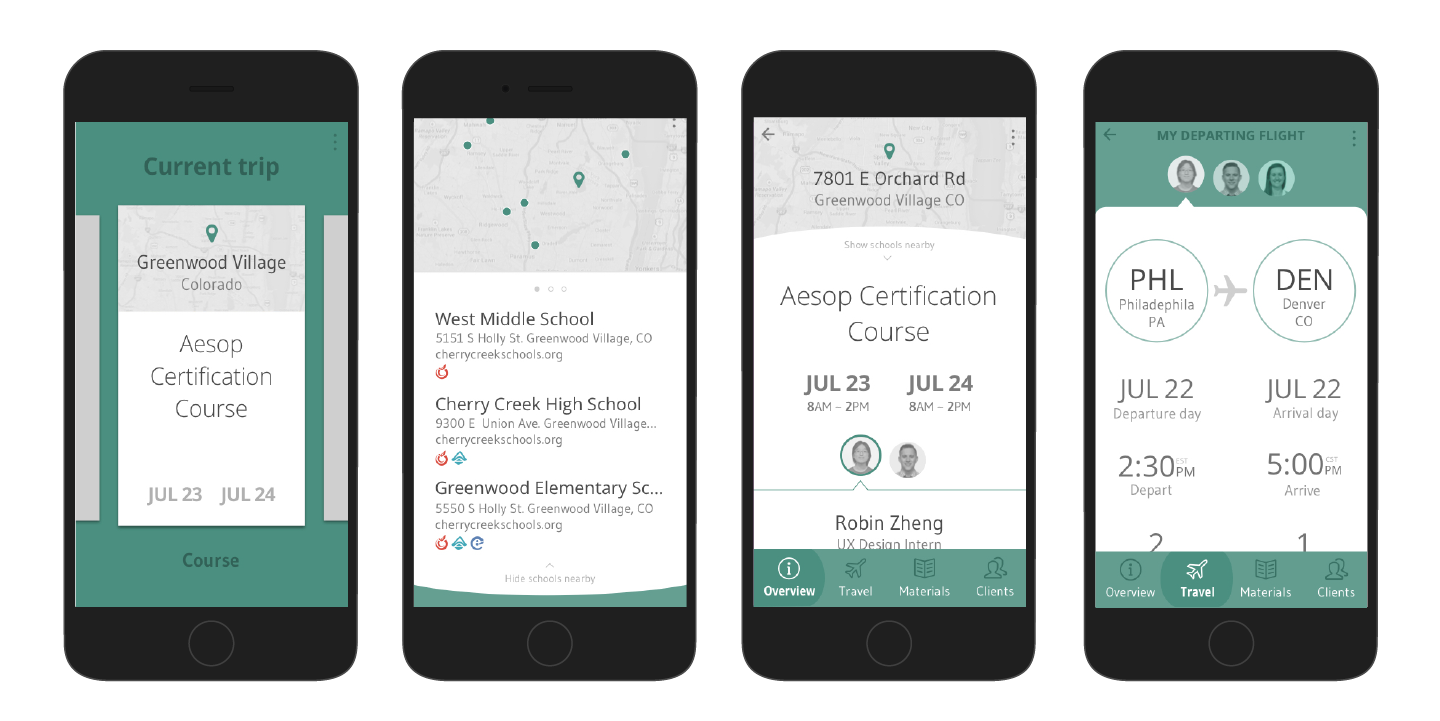 Current trip
Greenwood Village
Colorado
Aesop
Certification
Course
JUL 23 JUL 24
Course
West Middle School
5151 S Holly St. Greenwood Village, CO
cherrycreekschools.org
Cherry Creek High School
9300 E Union Ave. Greenwood Village...
cherrycreekschools.org
Greenwood Elementary Sc...
5550 S Holly St. Greenwood Village, CO
cherrycreekschools.org
Hide schools nearby
7801 E Orchard Rd
Greenwood Village CO
Show schools nearby
Aesop Certification
Course
JUL 23 JUL 24
8AM – 2PM 8AM – 2PM
Robin Zheng
UX Design Intern
Overview Travel Materials Clients
MY DEPARTING FLIGHT
PHL DEN
Philadephila Denver
PA CO
JUL 22 JUL 22
Departure day Arrival day
2:30 EST PM 5:00 CST PM
Depart Arrive
2 1
Overview Travel Materials Clients